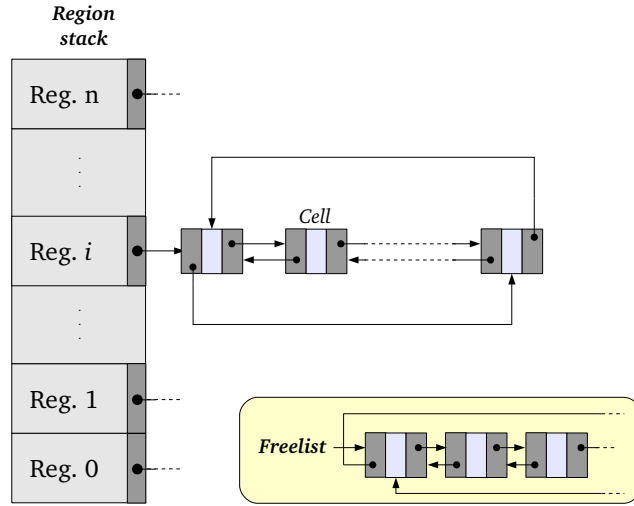 Region
stack
Reg. n
Reg. i
Cell
Reg. 1
Reg. 0
Freelist